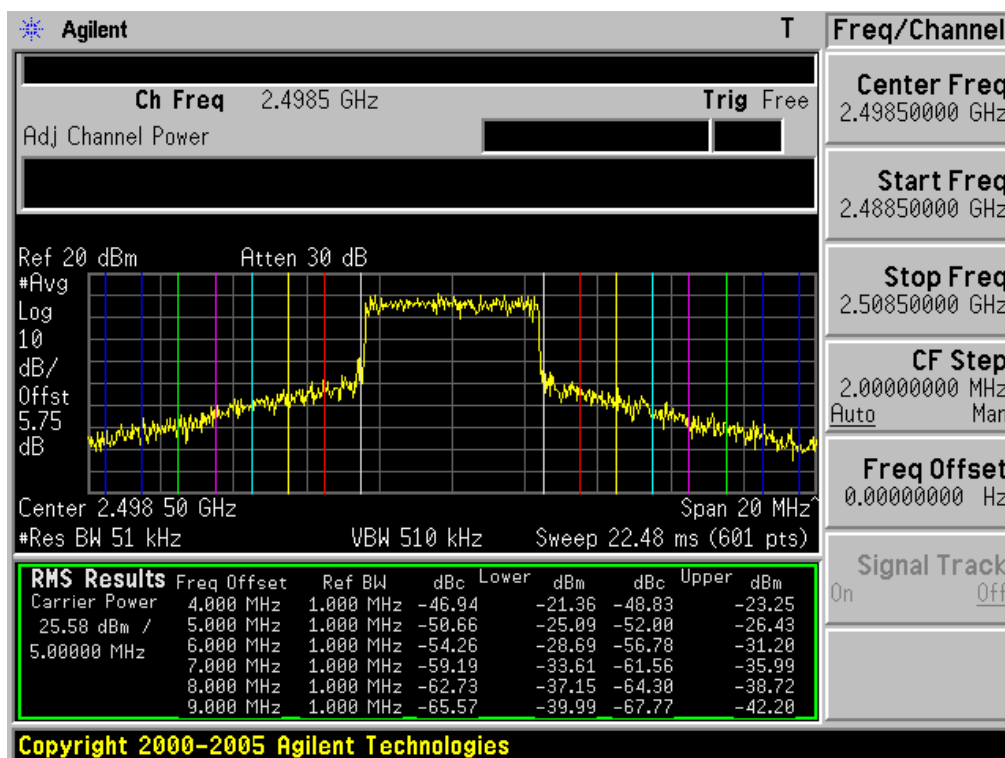 Agilent T Freq/Channel
Ch Freq 2.4985 GHz Trig Free
Adj Channel Power
Center Freq
2.49850000 GHz
Start Freq
2.48850000 GHz
Stop Freq
2.50850000 GHz
CF Step
2.00000000 MHz
Auto Man
Freq Offset
0.00000000 Hz
Signal Track
On Off
Ref 20 dBm Atten 30 dB
#Avg
Log
10
dB/
Offst
5.75
dB
Center 2.498 50 GHz Span 20 MHz^
#Res BW 51 kHz VBW 510 kHz Sweep 22.48 ms (601 pts)
RMS Results Freq Offset Ref BW dBc Lower dBm dBc Upper dBm
Carrier Power 4.000 MHz 1.000 MHz -46.94 -21.36 -48.83 -23.25
25.58 dBm / 5.000 MHz 1.000 MHz -50.66 -25.09 -52.00 -26.43
5.00000 MHz 6.000 MHz 1.000 MHz -54.26 -28.69 -56.78 -31.20
7.000 MHz 1.000 MHz -59.19 -33.61 -61.56 -35.99
8.000 MHz 1.000 MHz -62.73 -37.15 -64.30 -38.72
9.000 MHz 1.000 MHz -65.57 -39.99 -67.77 -42.20
Copyright 2000-2005 Agilent Technologies